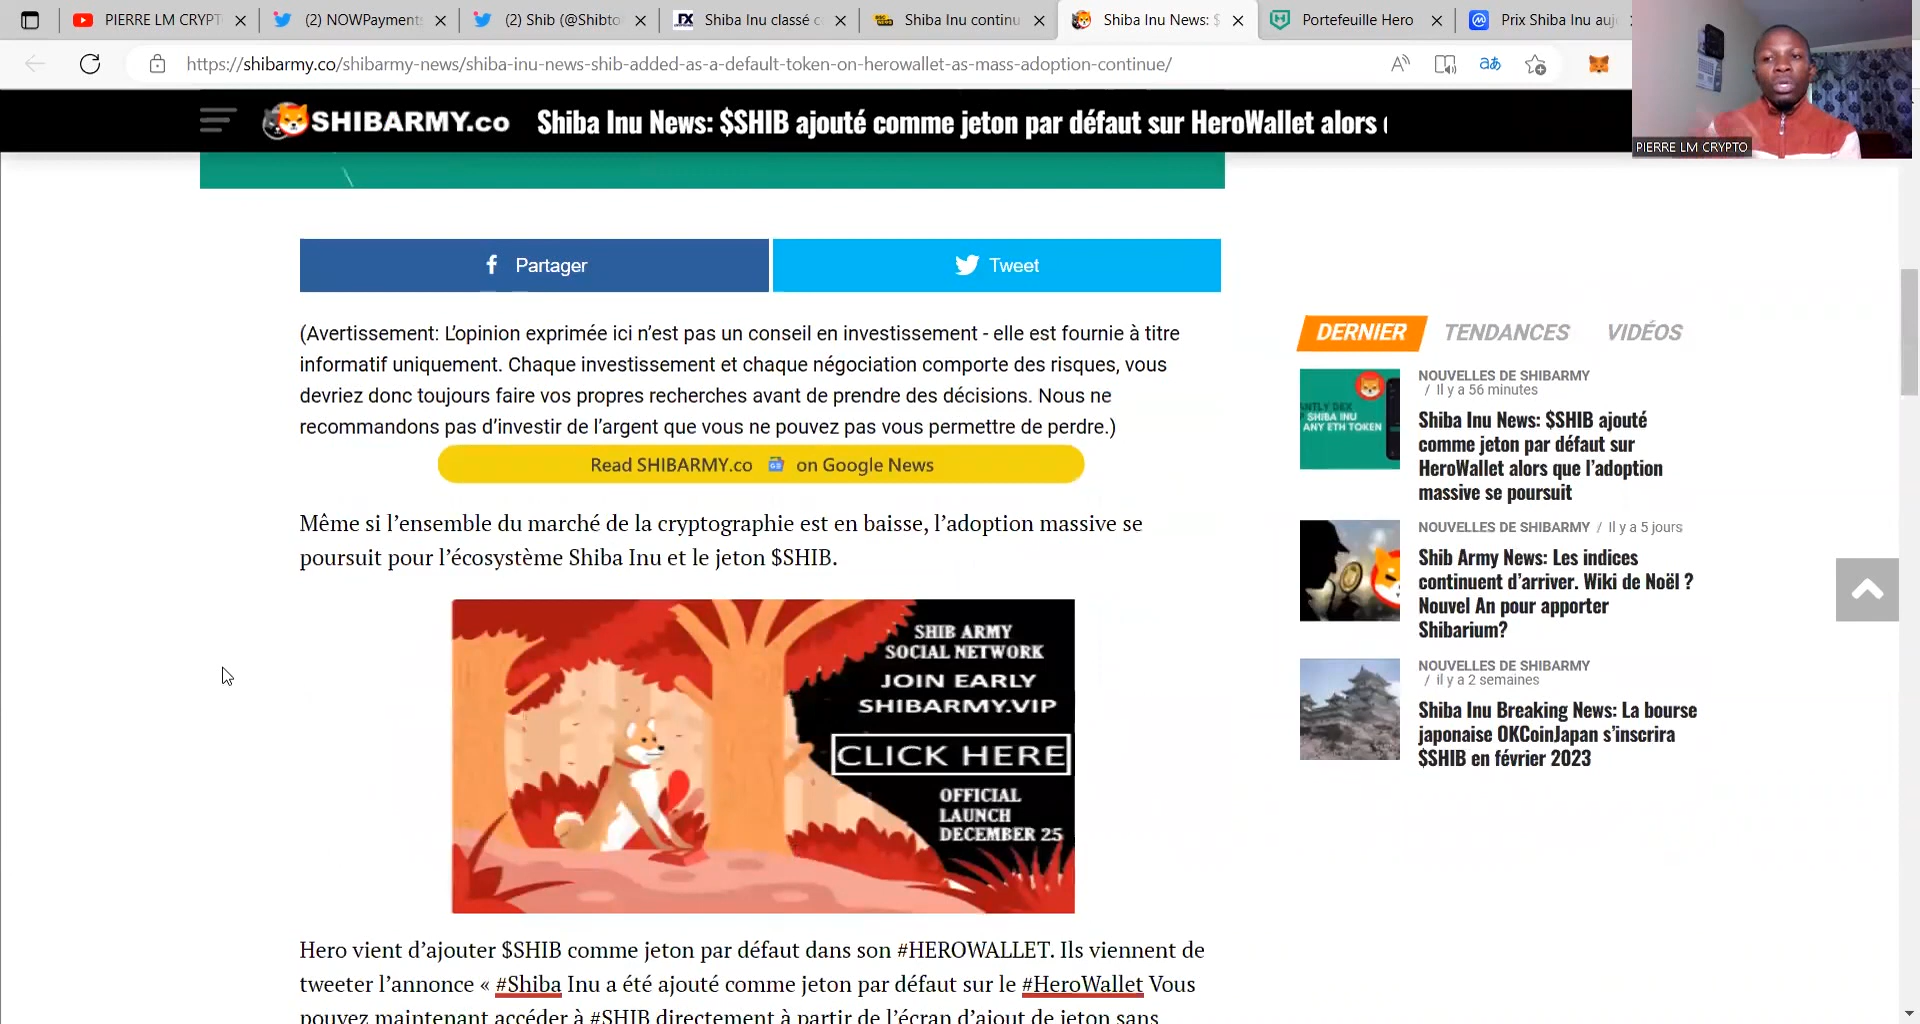 PIERRE LM CRYPT
(2) NOWPayment
(2) Shib (@Shibto
Shiba Inu classé
Shiba Inu continu
Shiba Inu News: $
Portefeuille Hero
Prix Shiba Inu auj
https://shibarmy.co/shibarmy-news/shiba-inu-news-shib-added-as-a-default-token-on-herowallet-as-mass-adoption-continue/
PIERRE LM CRYPTO
SHIBARMY.co
Shiba Inu News: $SHIB ajouté comme jeton par défaut sur HeroWallet alors
Partager
Tweet
(Avertissement: L’opinion exprimée ici n’est pas un conseil en investissement - elle est fournie à titre
informatif uniquement. Chaque investissement et chaque négociation comporte des risques, vous
devriez donc toujours faire vos propres recherches avant de prendre des décisions. Nous ne
recommandons pas d’investir de l’argent que vous ne pouvez pas vous permettre de perdre.)
Read SHIBARMY.co on Google News
Même si l’ensemble du marché de la cryptographie est en baisse, l’adoption massive se
poursuit pour l’écosystème Shiba Inu et le jeton $SHIB.
SHIB ARMY
SOCIAL NETWORK
JOIN EARLY
SHIBARMY.VIP
CLICK HERE
OFFICIAL
LAUNCH
DECEMBER 25
Hero vient d’ajouter $SHIB comme jeton par défaut dans son #HEROWALLET. Ils viennent de
tweeter l’annonce « #Shiba Inu a été ajouté comme jeton par défaut sur le #HeroWallet Vous
pouvez maintenant accéder à #SHIB directement à partir de l’écran d’ajout de jeton sans
DERNIER
TENDANCES
VIDÉOS
SHIBA INU
ANY ETH TOKEN
NOUVELLES DE SHIBARMY
/ Il y a 56 minutes
Shiba Inu News: $SHIB ajouté
comme jeton par défaut sur
HeroWallet alors que l’adoption
massive se poursuit
NOUVELLES DE SHIBARMY / Il y a 5 jours
Shib Army News: Les indices
continuent d’arriver. Wiki de Noël ?
Nouvel An pour apporter
Shibarium?
NOUVELLES DE SHIBARMY
/ il y a 2 semaines
Shiba Inu Breaking News: La bourse
japonaise OKCoinJapan s’inscrira
$SHIB en février 2023